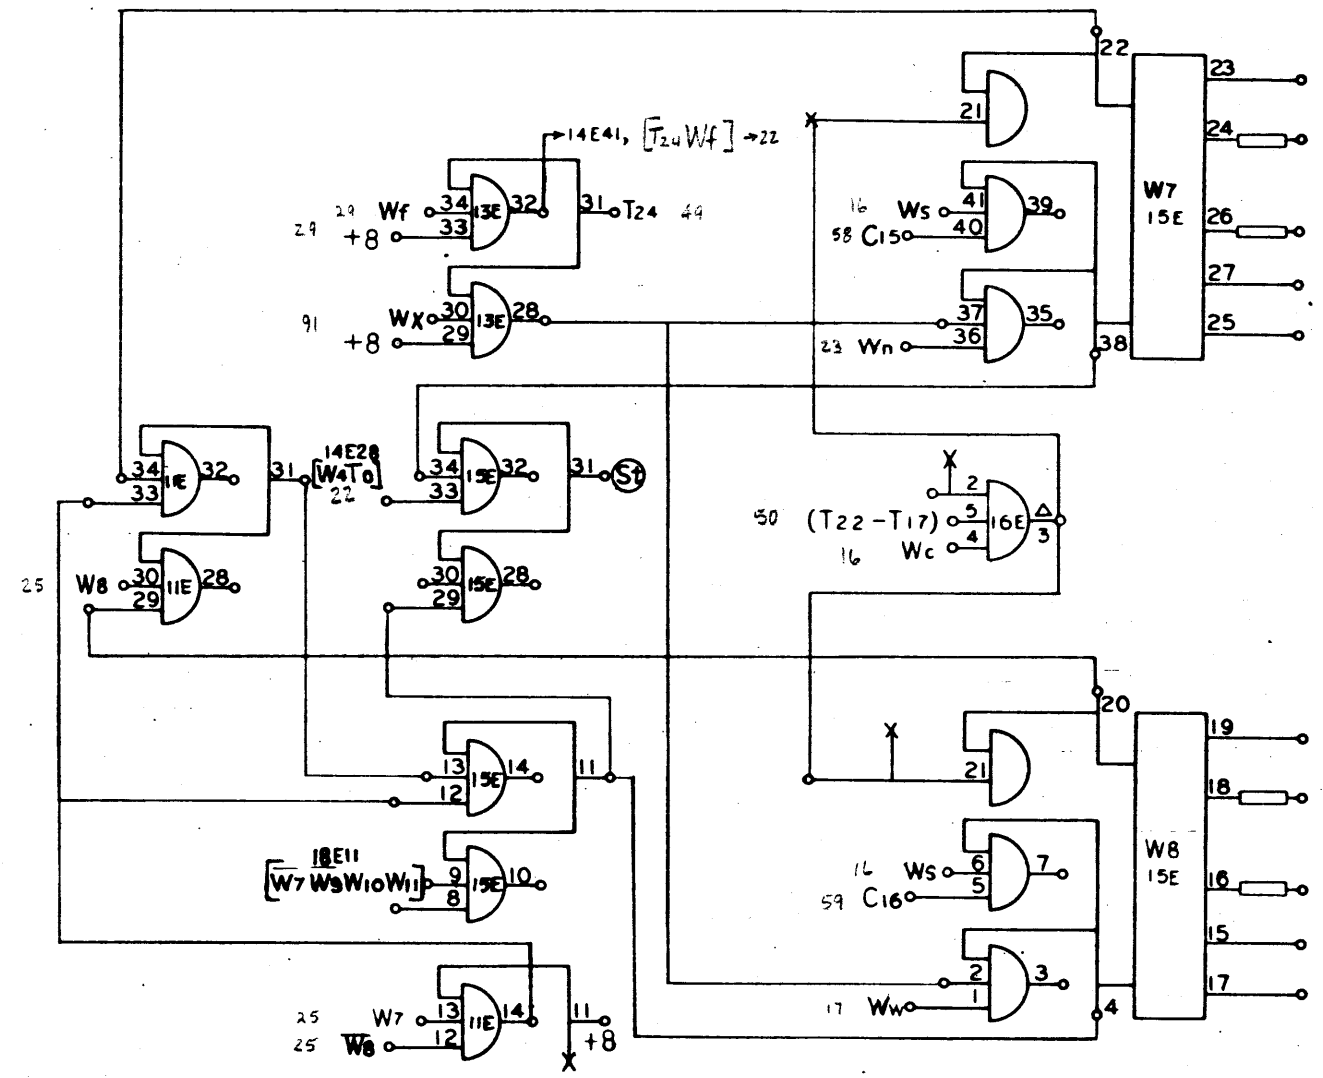 22
23
21
24
→14E41, [T̅24Wf] →22
W7
15E
29 Wf 34 13E 32 31 T24 49
16 Ws 41 39
26
29 +8 33
58 C15 40
27
91 Wx 30 13E 28
37 35
25
+8 29
23 Wn 36
38
34 11E 32 31 14E28
[W4T0]
22
34 15E 32 31 St
33
33
X
2
50 (T22-T17) 5 16E Δ
3
16 Wc 4
25 W8 30 11E 28
30 15E 28
29
29
20
19
13 15E 14 11
21
12
18
18E11
[W̅7 W̅9W10W11] 9 15E 10
8
16 Ws 6 7
W8
15E
16
59 C16 5
15
2 3
17
25 W7 13 11E 14 11 +8
17 Ww 1
4
25 W̅8 12
X